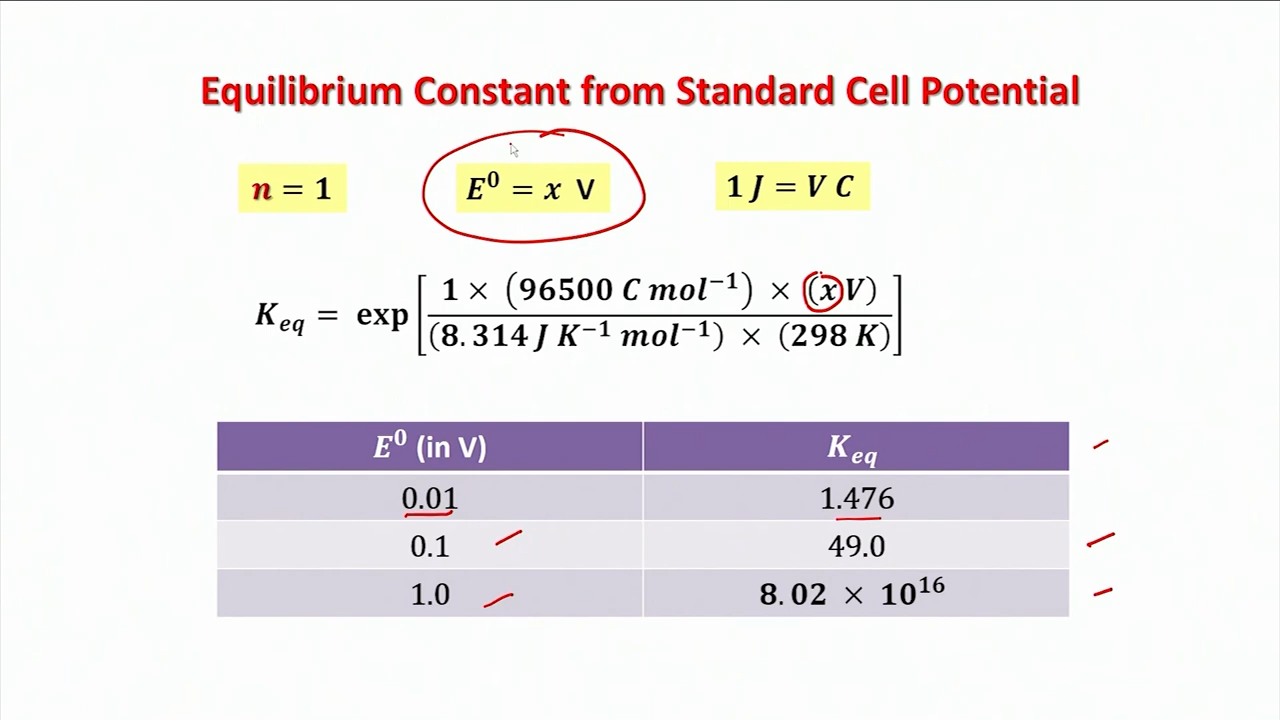 Equilibrium Constant from Standard Cell Potential
n = 1 E⁰ = x V 1 J = V C
K_eq = exp[ 1 × (96500 C mol⁻¹) × (x V) / (8.314 J K⁻¹ mol⁻¹) × (298 K) ]
E⁰ (in V) K_eq
0.01 1.476
0.1 49.0
1.0 8.02 × 10¹⁶